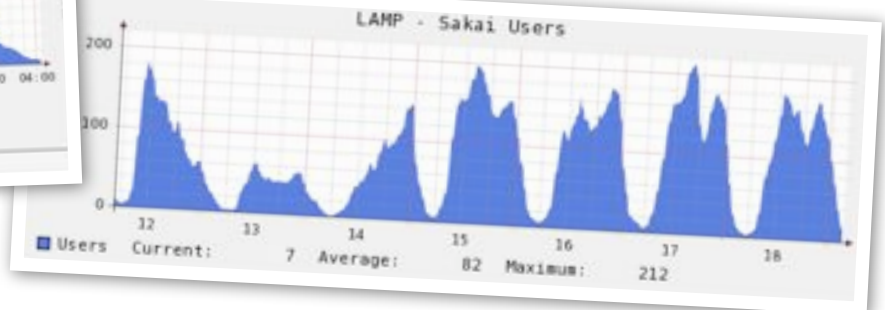 LAMP - Sakai Users
200
100
0
0 04:00
12 13 14 15 16 17 18
Users Current: 7 Average: 82 Maximum: 212